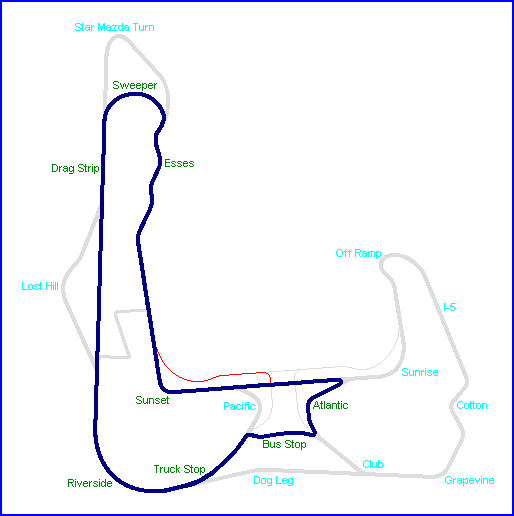 Star Mazda Turn
Sweeper
Drag Strip
Esses
Off Ramp
Lost Hill
I-5
Sunrise
Sunset
Pacific
Atlantic
Cotton
Bus Stop
Truck Stop
Club
Riverside
Dog Leg
Grapevine